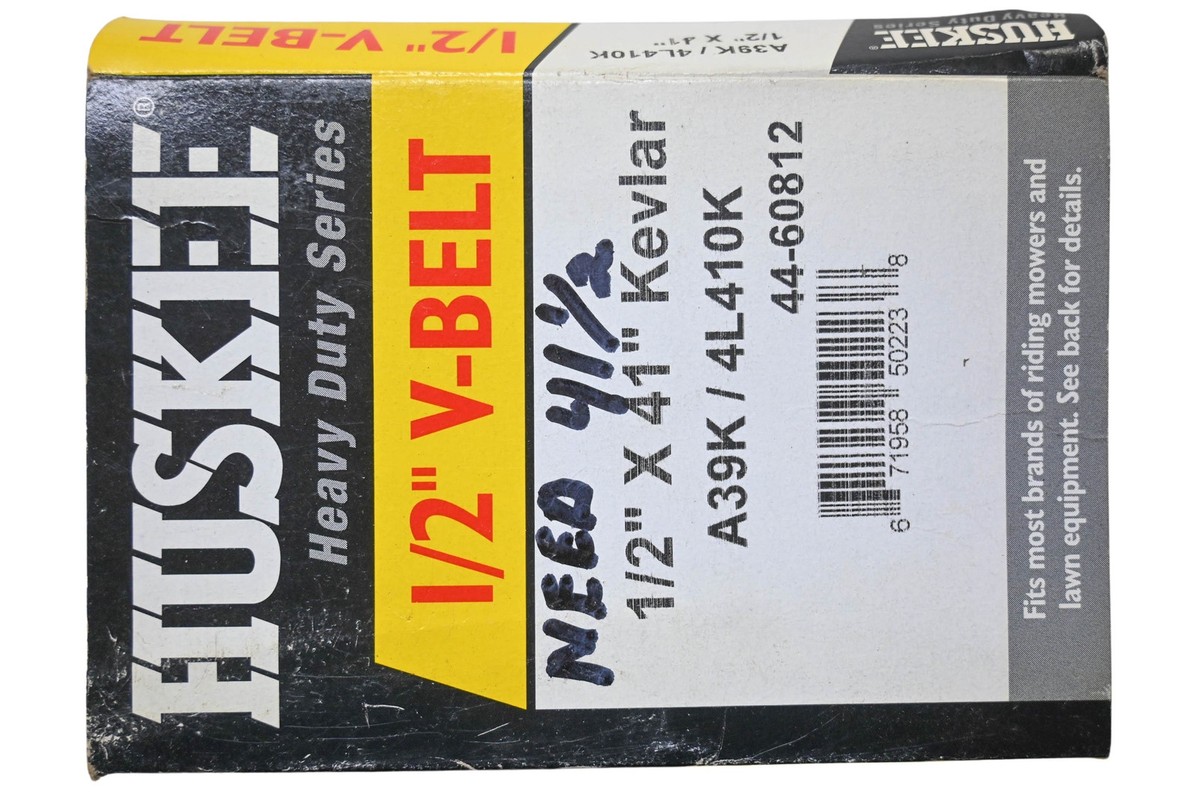 HUSKEE®
Heavy Duty Series
1/2" V-BELT
NEED 41 1/2
1/2" X 41" Kevlar
A39K / 4L410K
44-60812
6 71958 50223 8
Fits most brands of riding mowers and
lawn equipment. See back for details.
1/2" V-BELT
A39K / 4L410K
1/2" X 41"
HUSKEE®
Heavy Duty Series